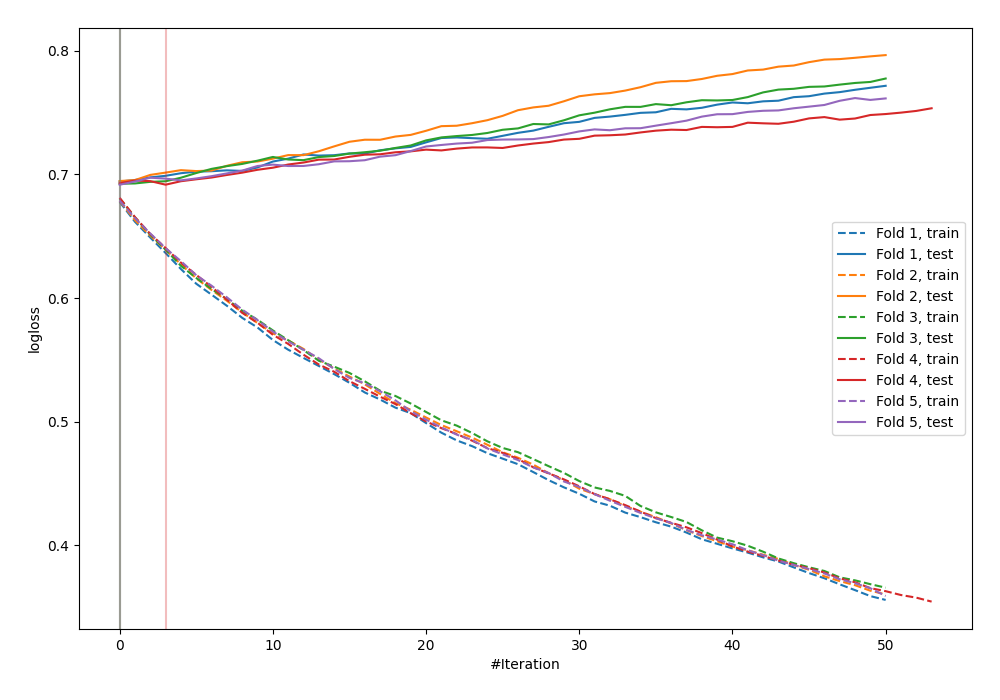 0.8
0.7
0.6
0.5
0.4
logloss
0
10
20
30
40
50
#Iteration
Fold 1, train
Fold 1, test
Fold 2, train
Fold 2, test
Fold 3, train
Fold 3, test
Fold 4, train
Fold 4, test
Fold 5, train
Fold 5, test